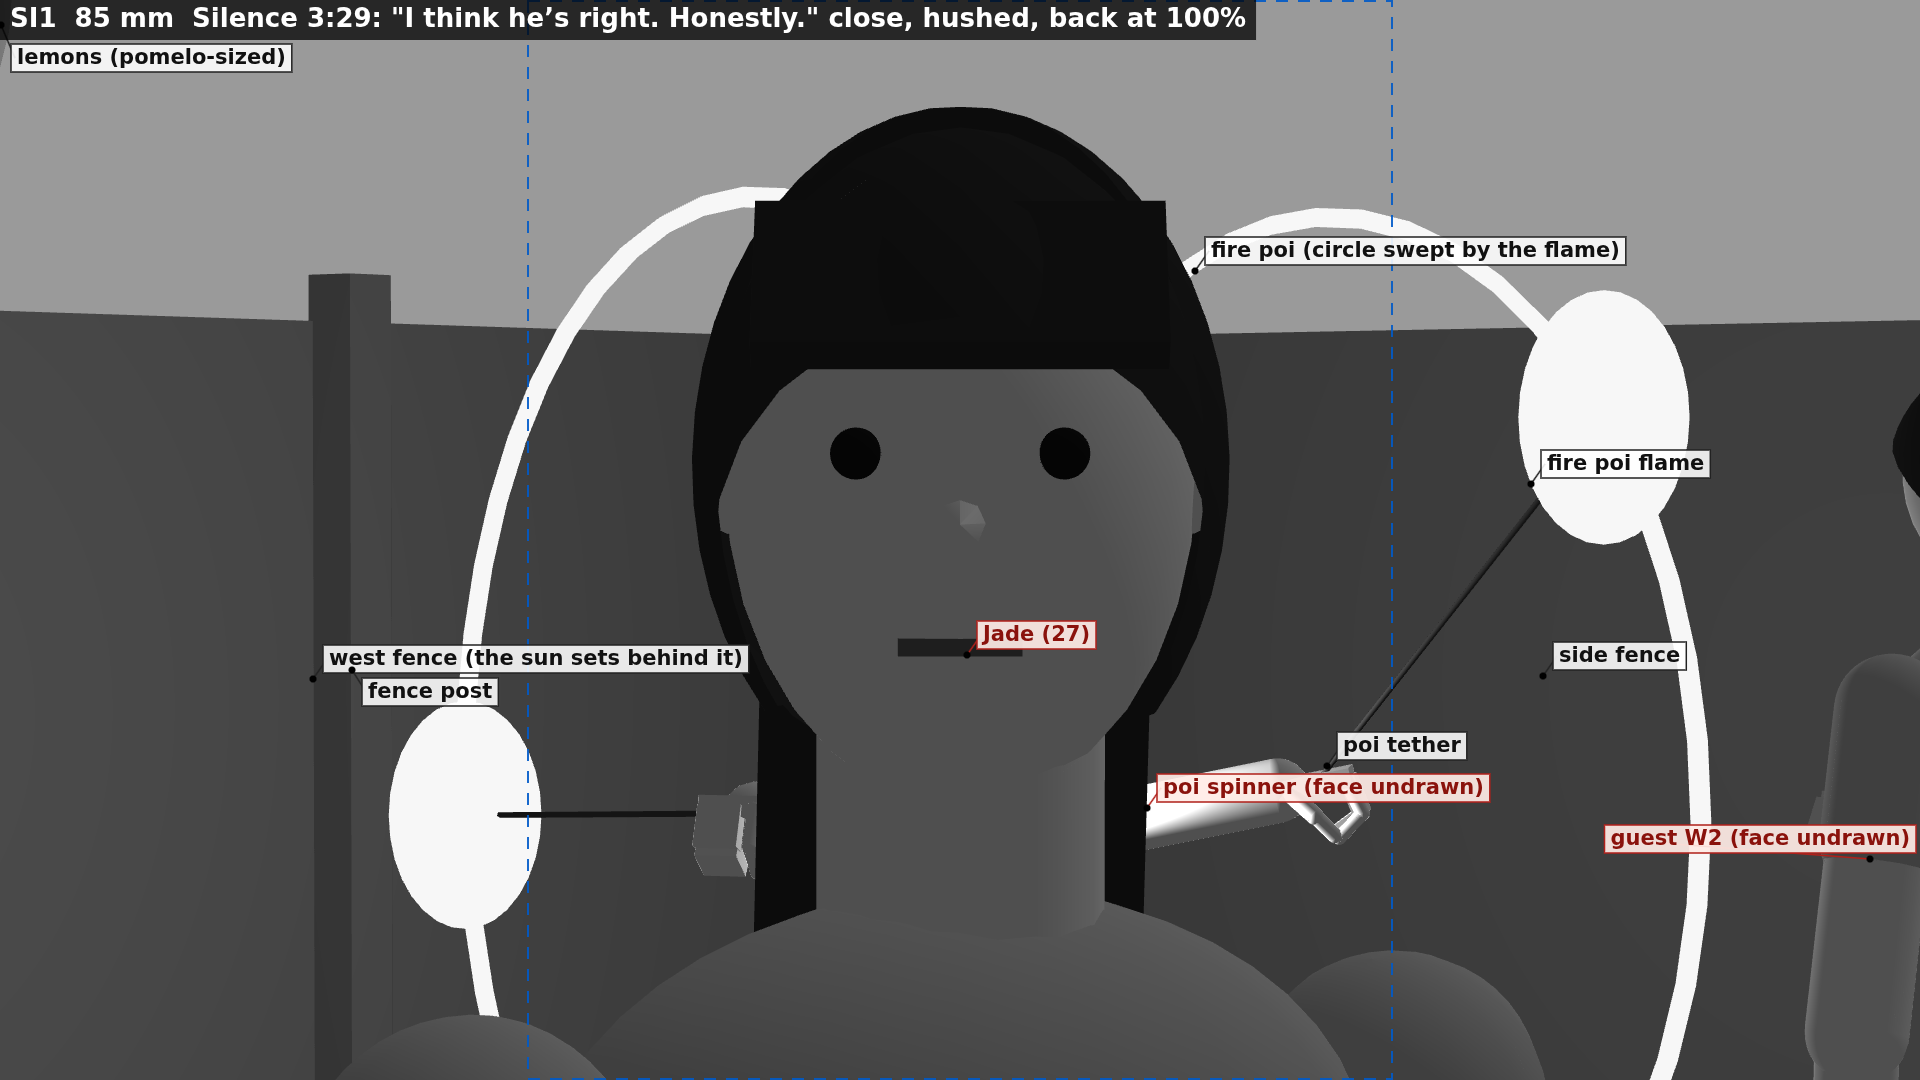 SI1  85 mm  Silence 3:29: "I think he’s right. Honestly." close, hushed, back at 100%
lemons (pomelo-sized)
fire poi (circle swept by the flame)
fire poi flame
Jade (27)
west fence (the sun sets behind it)
side fence
fence post
poi tether
poi spinner (face undrawn)
guest W2 (face undrawn)